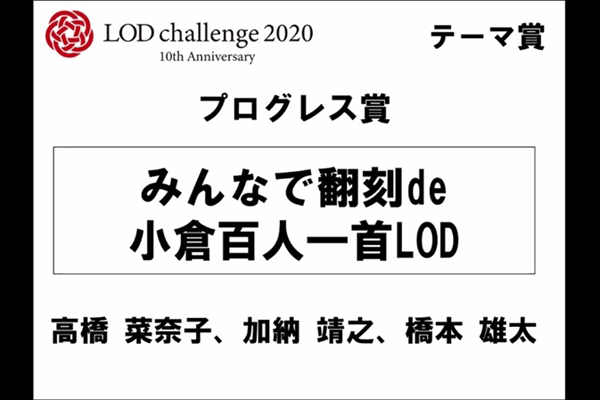 LOD challenge 2020
10th Anniversary
テーマ賞
プログレス賞
みんなで翻刻de
小倉百人一首LOD
高橋 菜奈子、加納 靖之、橋本 雄太